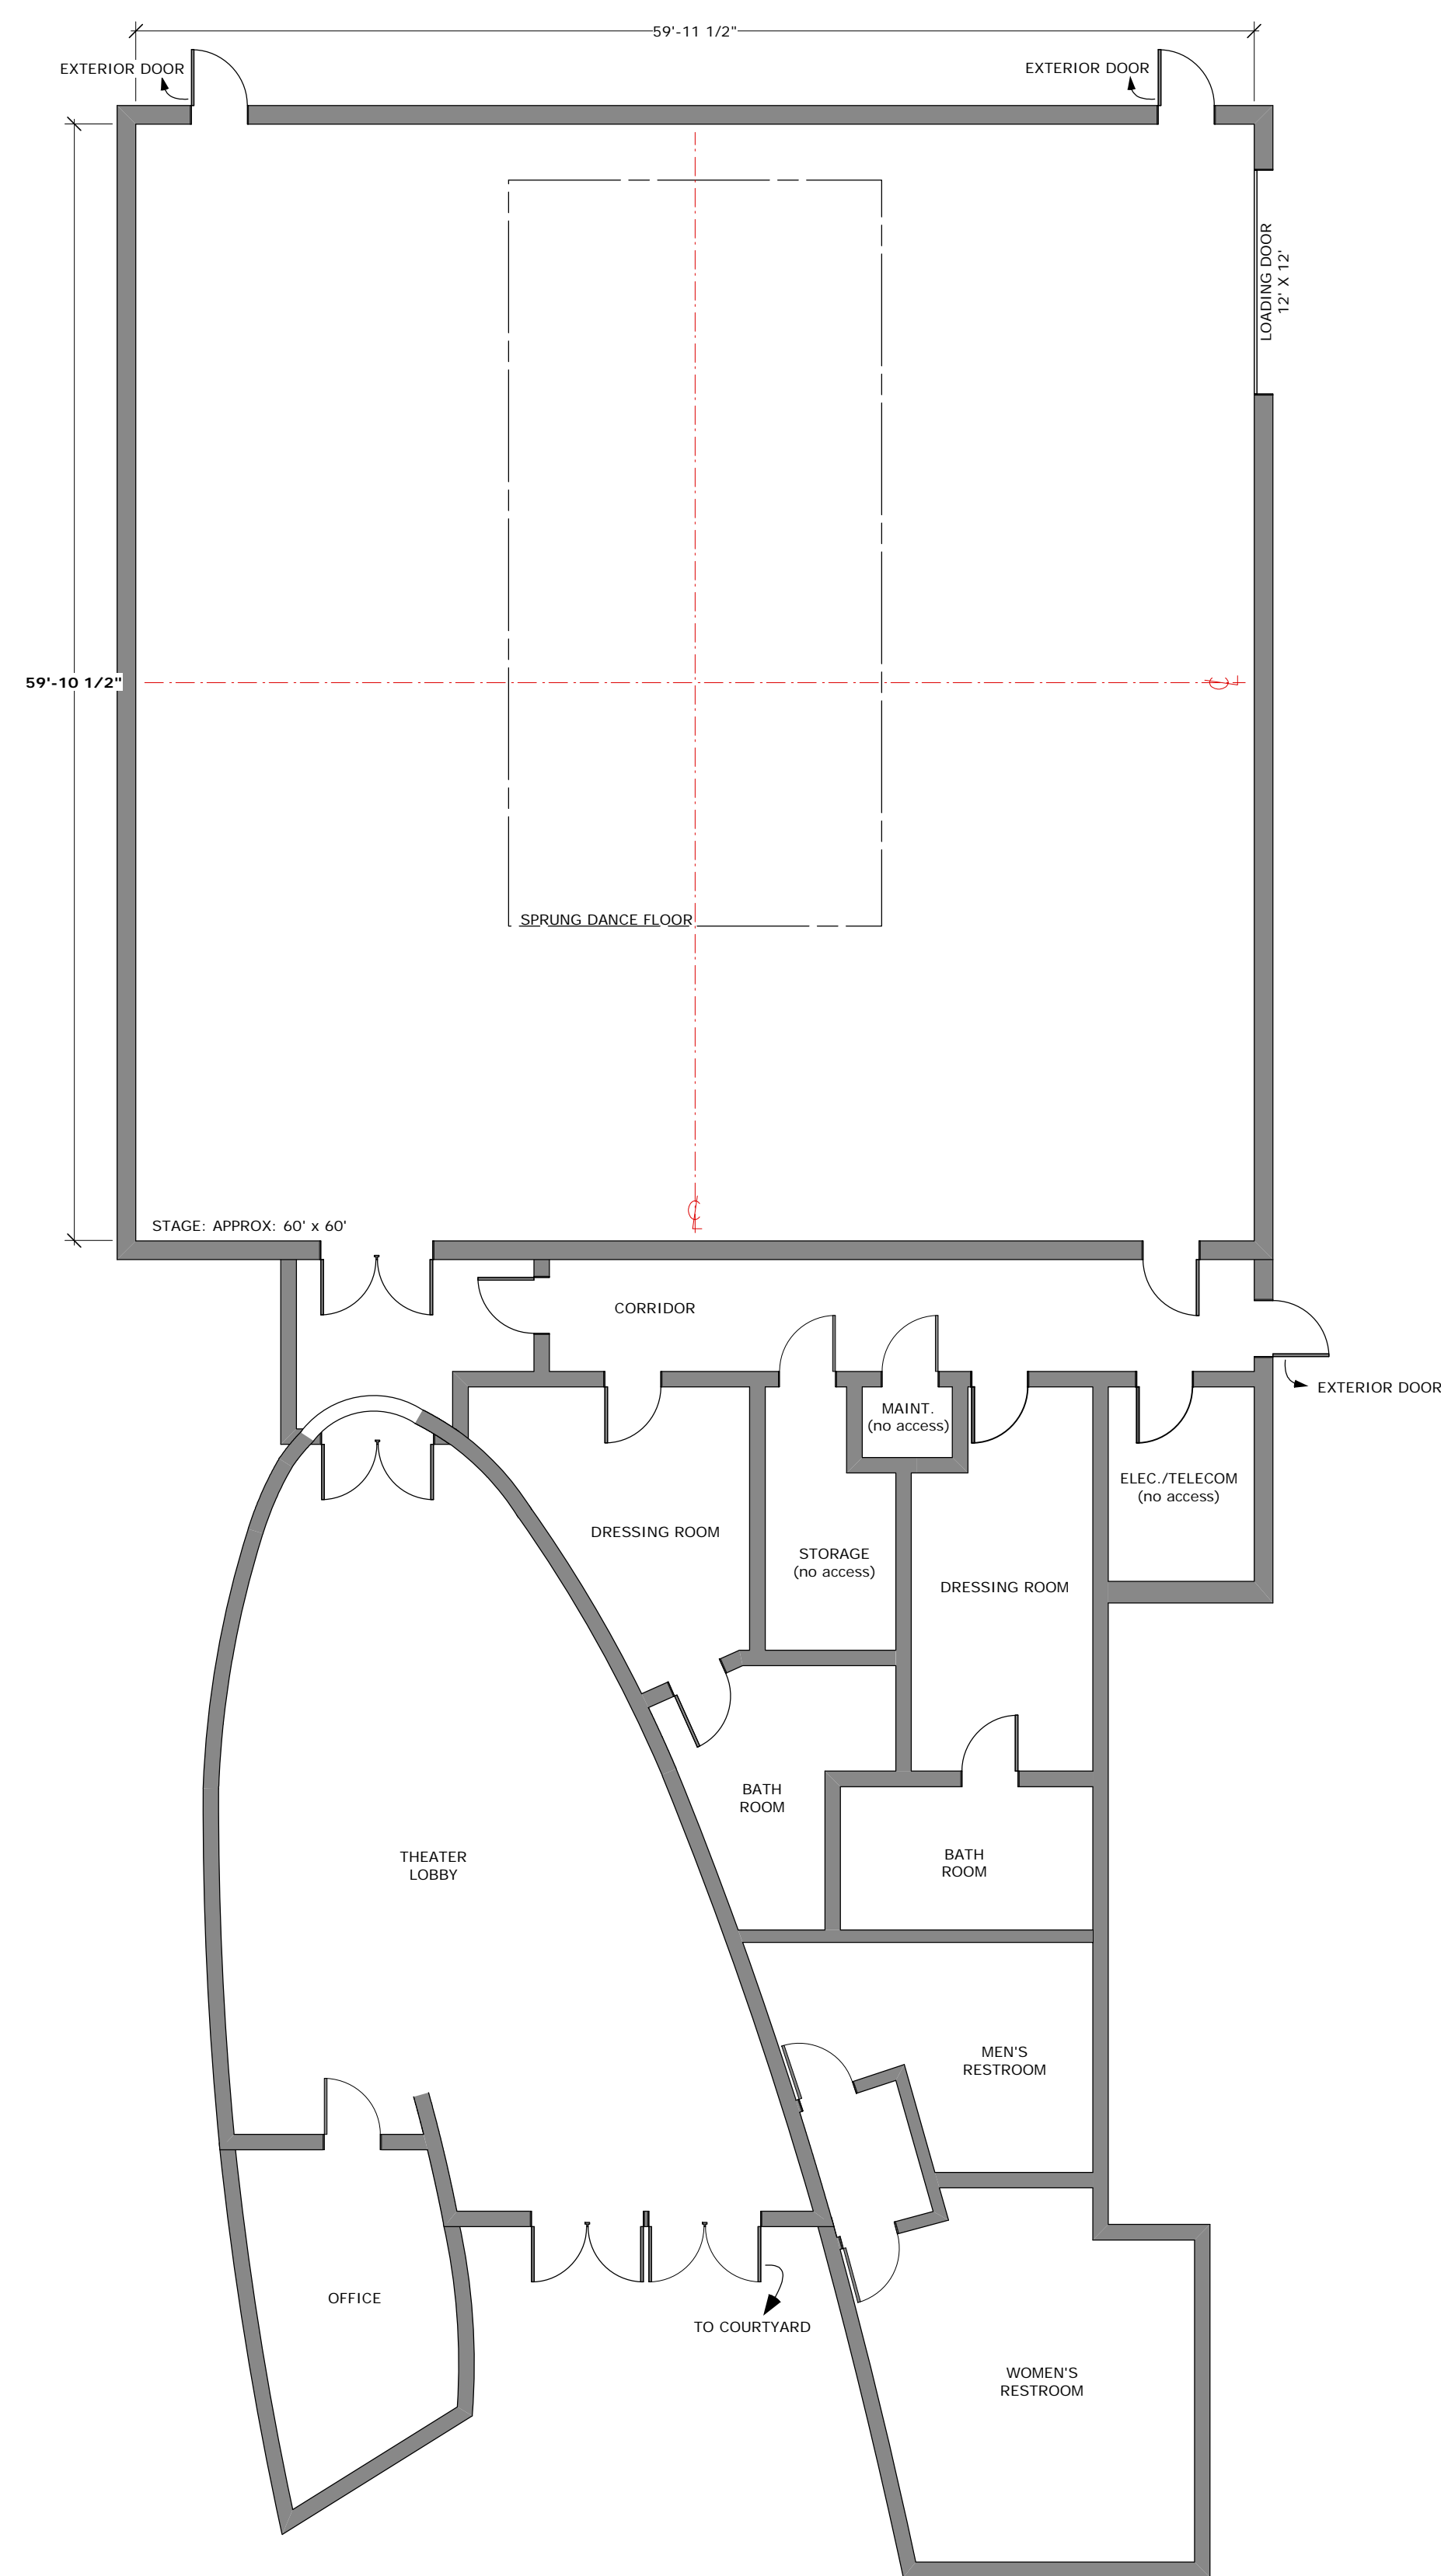 59'-11 1/2"
EXTERIOR DOOR
EXTERIOR DOOR
LOADING DOOR
12' X 12'
59'-10 1/2"
SPRUNG DANCE FLOOR
STAGE: APPROX: 60' x 60'
CORRIDOR
EXTERIOR DOOR
MAINT.
(no access)
ELEC./TELECOM
(no access)
DRESSING ROOM
STORAGE
(no access)
DRESSING ROOM
BATH
ROOM
THEATER
LOBBY
BATH
ROOM
MEN'S
RESTROOM
OFFICE
TO COURTYARD
WOMEN'S
RESTROOM